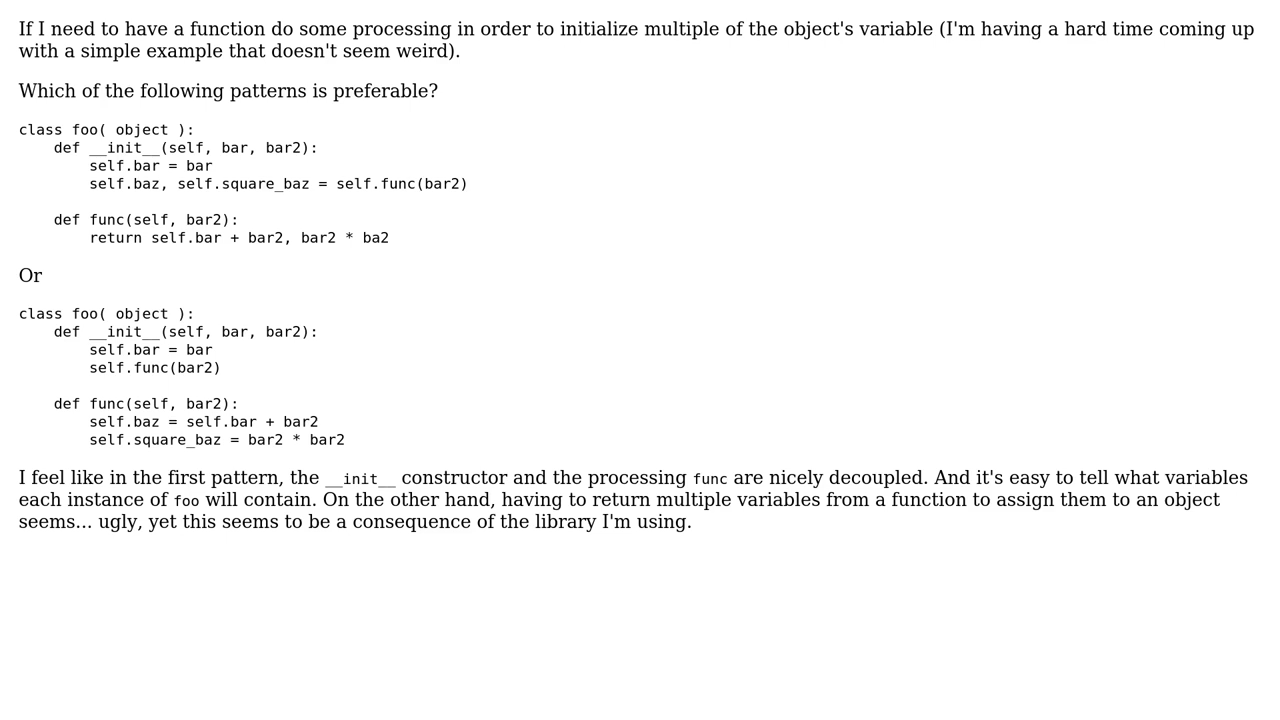 If I need to have a function do some processing in order to initialize multiple of the object's variable (I'm having a hard time coming up
with a simple example that doesn't seem weird).
Which of the following patterns is preferable?
class foo( object ):
    def __init__(self, bar, bar2):
        self.bar = bar
        self.baz, self.square_baz = self.func(bar2)
    def func(self, bar2):
        return self.bar + bar2, bar2 * ba2
Or
class foo( object ):
    def __init__(self, bar, bar2):
        self.bar = bar
        self.func(bar2)
    def func(self, bar2):
        self.baz = self.bar + bar2
        self.square_baz = bar2 * bar2
I feel like in the first pattern, the __init__ constructor and the processing func are nicely decoupled. And it's easy to tell what variables
each instance of foo will contain. On the other hand, having to return multiple variables from a function to assign them to an object
seems... ugly, yet this seems to be a consequence of the library I'm using.